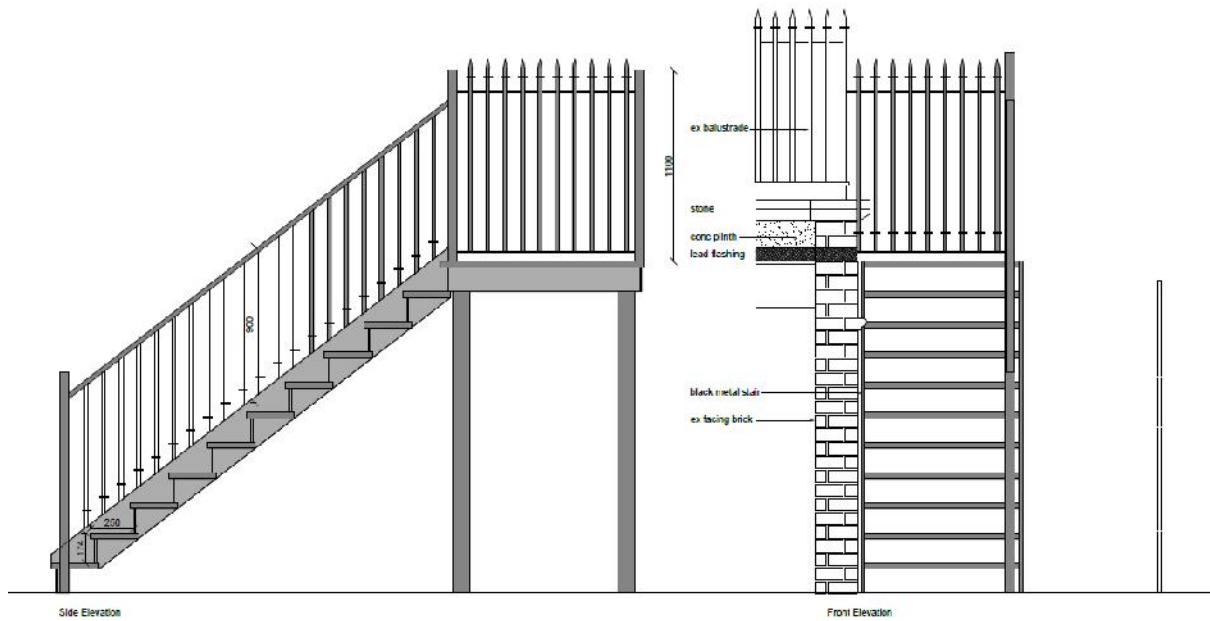 ex balustrade
1100
stone
conc plinth
lead flashing
900
black metal stair
ex facing brick
250
174
Side Elevation
Front Elevation